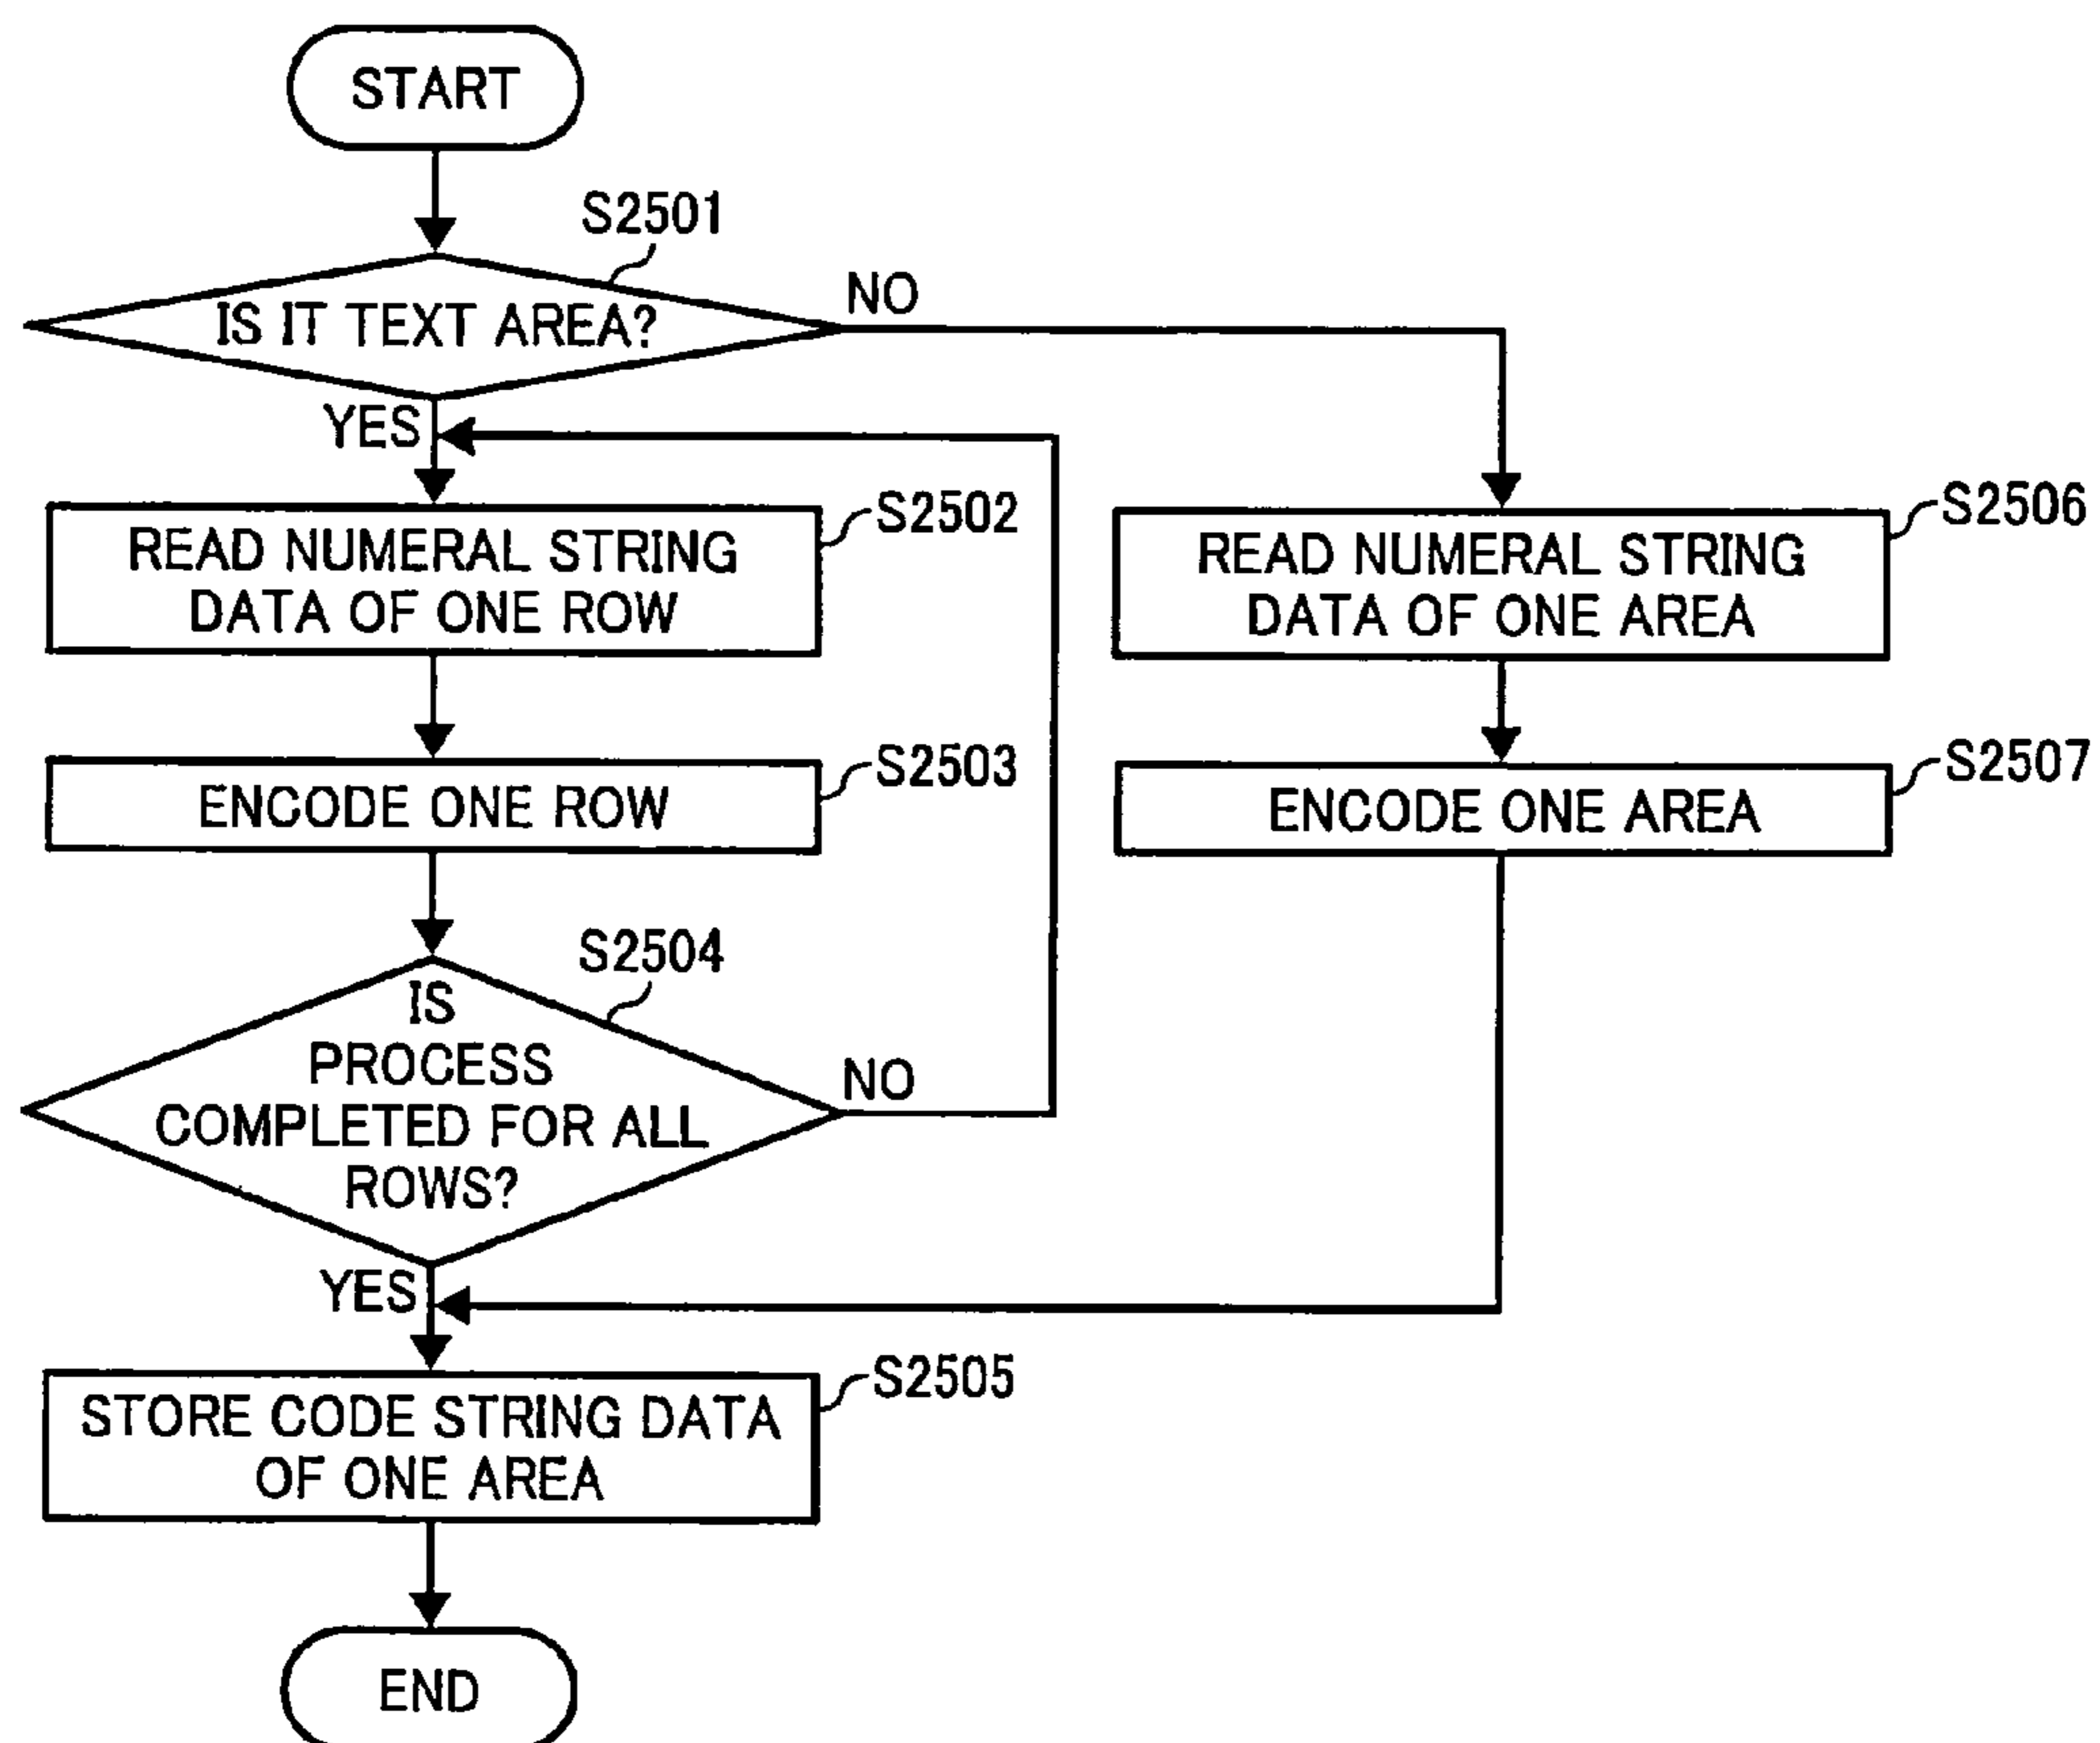 START
S2501
IS IT TEXT AREA?
NO
YES
S2502
READ NUMERAL STRING
DATA OF ONE ROW
S2506
READ NUMERAL STRING
DATA OF ONE AREA
S2503
ENCODE ONE ROW
S2507
ENCODE ONE AREA
S2504
IS
PROCESS
COMPLETED FOR ALL
ROWS?
NO
YES
S2505
STORE CODE STRING DATA
OF ONE AREA
END